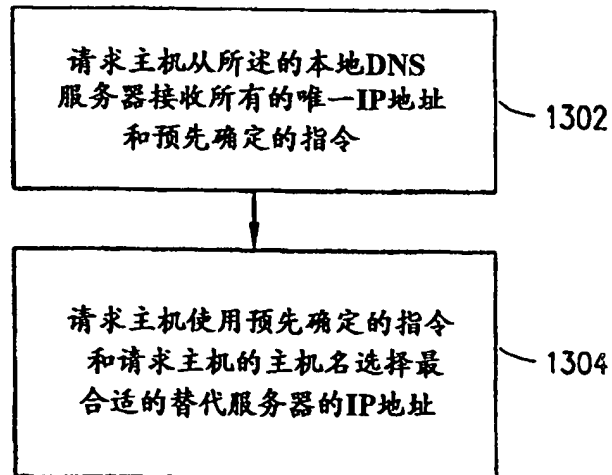 请求主机从所述的本地DNS
服务器接收所有的唯一IP地址
和预先确定的指令
1302
请求主机使用预先确定的指令
和请求主机的主机名选择最
合适的替代服务器的IP地址
1304